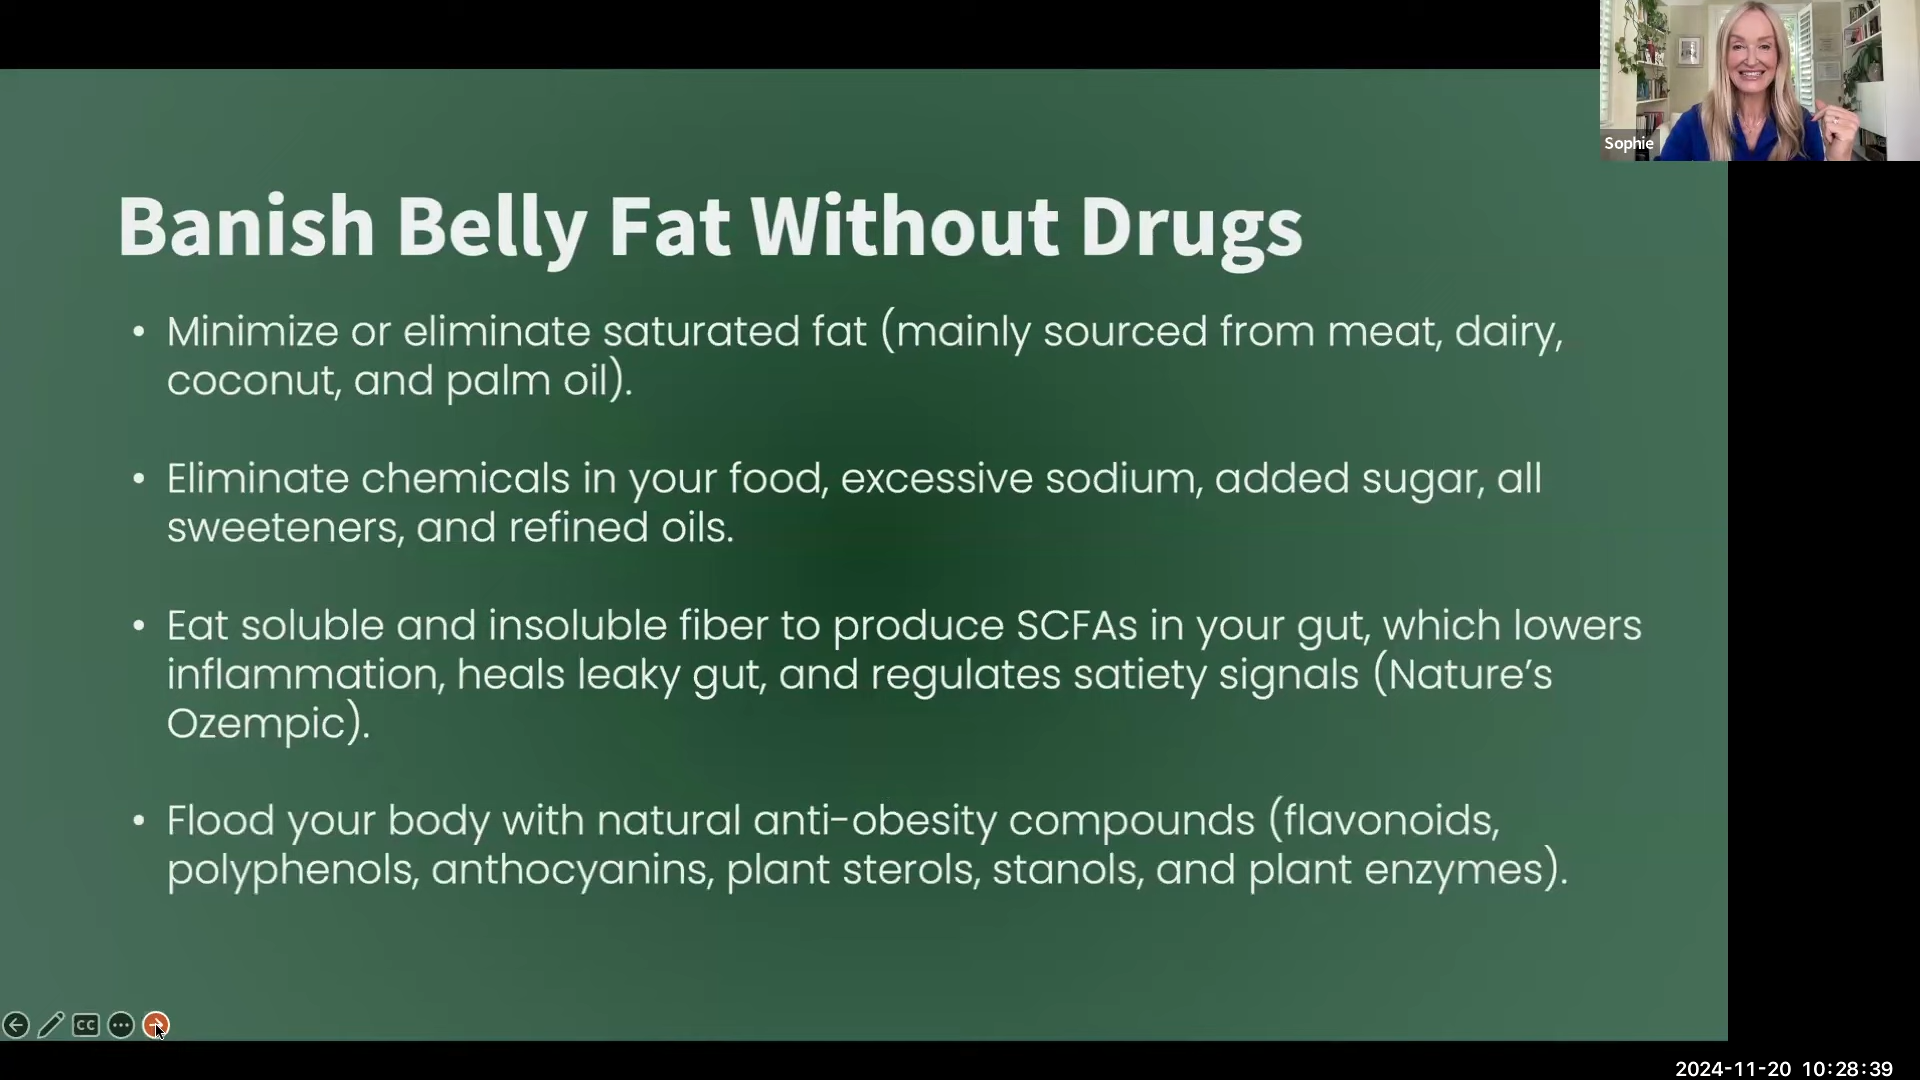 Sophie
Banish Belly Fat Without Drugs
• Minimize or eliminate saturated fat (mainly sourced from meat, dairy,
coconut, and palm oil).
• Eliminate chemicals in your food, excessive sodium, added sugar, all
sweeteners, and refined oils.
• Eat soluble and insoluble fiber to produce SCFAs in your gut, which lowers
inflammation, heals leaky gut, and regulates satiety signals (Nature’s
Ozempic).
• Flood your body with natural anti-obesity compounds (flavonoids,
polyphenols, anthocyanins, plant sterols, stanols, and plant enzymes).
CC
2024-11-20 10:28:39